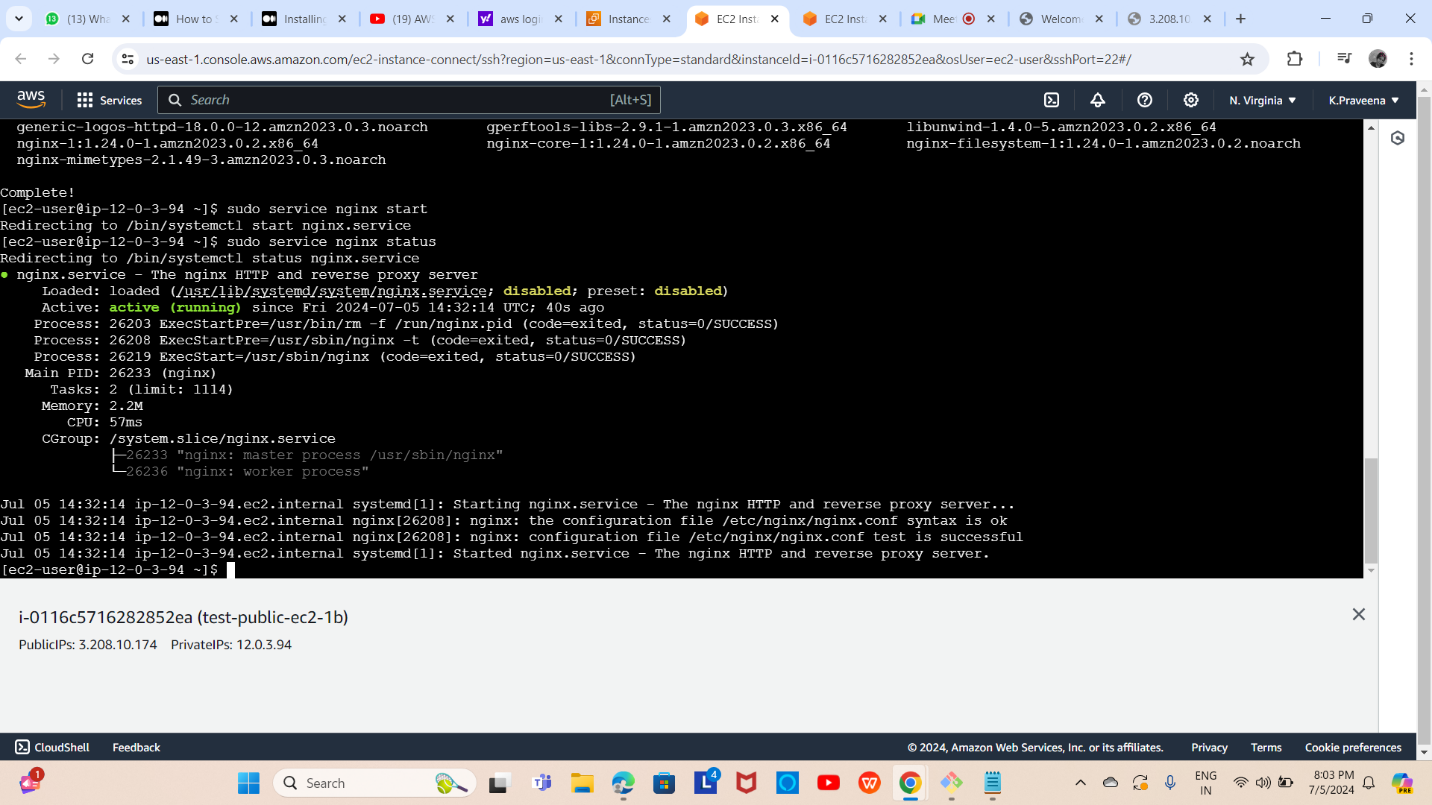 (13) Wha
How to S
Installing
(19) AWS
aws logi
Instance
EC2 Inst
EC2 Inst
Mee
Welcom
3.208.10
us-east-1.console.aws.amazon.com/ec2-instance-connect/ssh?region=us-east-1&connType=standard&instanceId=i-0116c5716282852ea&osUser=ec2-user&sshPort=22#/
aws
Services
Search
[Alt+S]
N. Virginia
K.Praveena
generic-logos-httpd-18.0.0-12.amzn2023.0.3.noarch gperftools-libs-2.9.1-1.amzn2023.0.3.x86_64 libunwind-1.4.0-5.amzn2023.0.2.x86_64
nginx-1:1.24.0-1.amzn2023.0.2.x86_64 nginx-core-1:1.24.0-1.amzn2023.0.2.x86_64 nginx-filesystem-1:1.24.0-1.amzn2023.0.2.noarch
nginx-mimetypes-2.1.49-3.amzn2023.0.3.noarch
Complete!
[ec2-user@ip-12-0-3-94 ~]$ sudo service nginx start
Redirecting to /bin/systemctl start nginx.service
[ec2-user@ip-12-0-3-94 ~]$ sudo service nginx status
Redirecting to /bin/systemctl status nginx.service
● nginx.service - The nginx HTTP and reverse proxy server
Loaded: loaded (/usr/lib/systemd/system/nginx.service; disabled; preset: disabled)
Active: active (running) since Fri 2024-07-05 14:32:14 UTC; 40s ago
Process: 26203 ExecStartPre=/usr/bin/rm -f /run/nginx.pid (code=exited, status=0/SUCCESS)
Process: 26208 ExecStartPre=/usr/sbin/nginx -t (code=exited, status=0/SUCCESS)
Process: 26219 ExecStart=/usr/sbin/nginx (code=exited, status=0/SUCCESS)
Main PID: 26233 (nginx)
Tasks: 2 (limit: 1114)
Memory: 2.2M
CPU: 57ms
CGroup: /system.slice/nginx.service
├─26233 "nginx: master process /usr/sbin/nginx"
└─26236 "nginx: worker process"
Jul 05 14:32:14 ip-12-0-3-94.ec2.internal systemd[1]: Starting nginx.service - The nginx HTTP and reverse proxy server...
Jul 05 14:32:14 ip-12-0-3-94.ec2.internal nginx[26208]: nginx: the configuration file /etc/nginx/nginx.conf syntax is ok
Jul 05 14:32:14 ip-12-0-3-94.ec2.internal nginx[26208]: nginx: configuration file /etc/nginx/nginx.conf test is successful
Jul 05 14:32:14 ip-12-0-3-94.ec2.internal systemd[1]: Started nginx.service - The nginx HTTP and reverse proxy server.
[ec2-user@ip-12-0-3-94 ~]$
i-0116c5716282852ea (test-public-ec2-1b)
PublicIPs: 3.208.10.174 PrivateIPs: 12.0.3.94
CloudShell
Feedback
© 2024, Amazon Web Services, Inc. or its affiliates.
Privacy
Terms
Cookie preferences
1
Search
4
ENG
IN
8:03 PM
7/5/2024
PRE